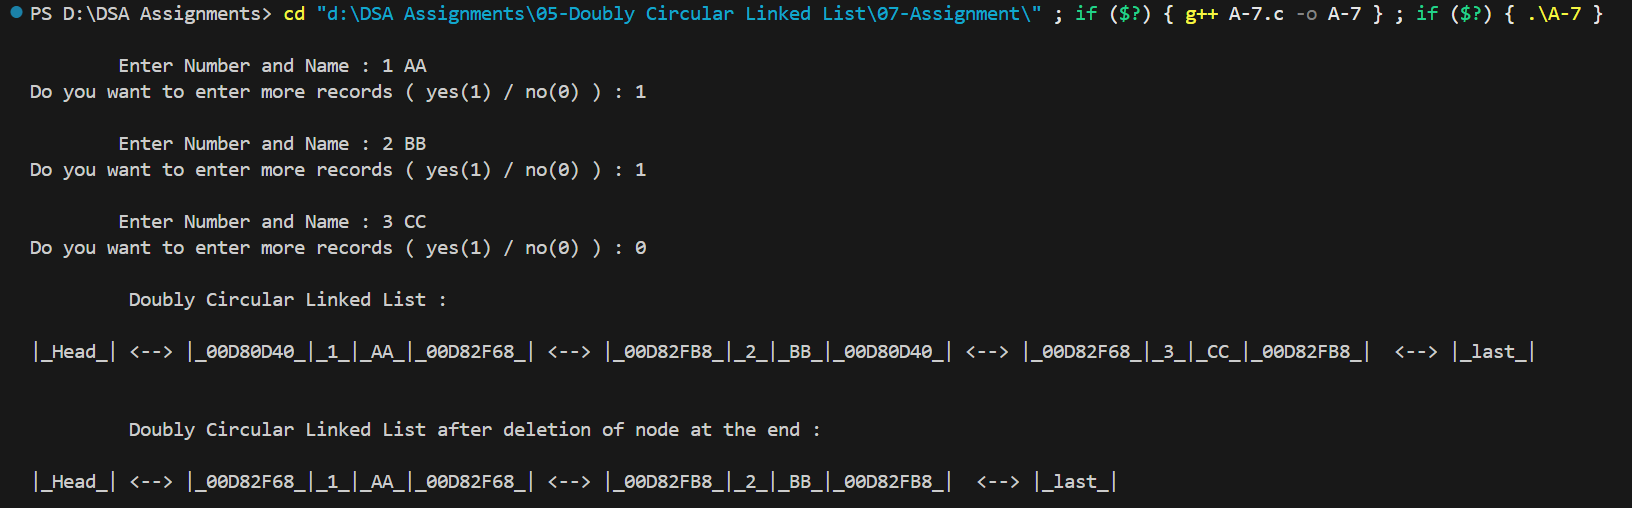 PS D:\DSA Assignments> cd "d:\DSA Assignments\05-Doubly Circular Linked List\07-Assignment\" ; if ($?) { g++ A-7.c -o A-7 } ; if ($?) { .\A-7 }
Enter Number and Name : 1 AA
Do you want to enter more records ( yes(1) / no(0) ) : 1
Enter Number and Name : 2 BB
Do you want to enter more records ( yes(1) / no(0) ) : 1
Enter Number and Name : 3 CC
Do you want to enter more records ( yes(1) / no(0) ) : 0
Doubly Circular Linked List :
|_Head_| <--> |_00D80D40_|_1_|_AA_|_00D82F68_| <--> |_00D82FB8_|_2_|_BB_|_00D80D40_| <--> |_00D82F68_|_3_|_CC_|_00D82FB8_|  <--> |_last_|
Doubly Circular Linked List after deletion of node at the end :
|_Head_| <--> |_00D82F68_|_1_|_AA_|_00D82F68_| <--> |_00D82FB8_|_2_|_BB_|_00D82FB8_|  <--> |_last_|